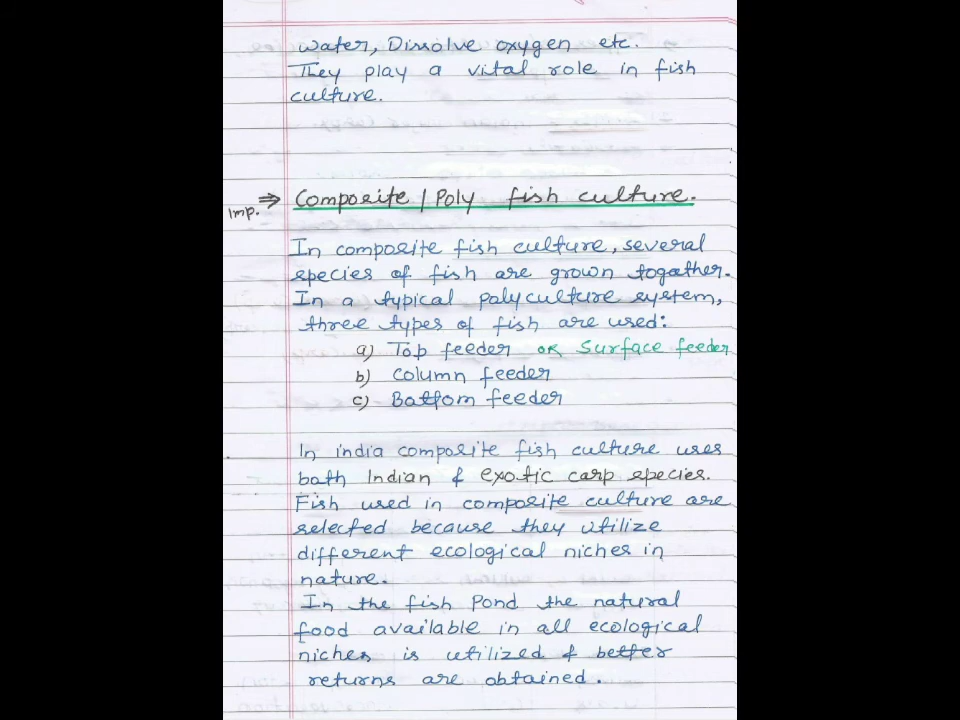 water, Dissolve oxygen etc.
They play a vital role in fish
culture.
⇒ Composite / Poly fish culture.
Imp.
In composite fish culture, several
species of fish are grown togather.
In a typical polyculture system,
three types of fish are used:
a) Top feeder OR Surface feeder
b) Column feeder
c) Bottom feeder
In india composite fish culture uses
both Indian & exotic carp species.
Fish used in composite culture are
selected because they utilize
different ecological niches in
nature.
In the fish Pond the natural
food available in all ecological
niches is utilized & better
returns are obtained.